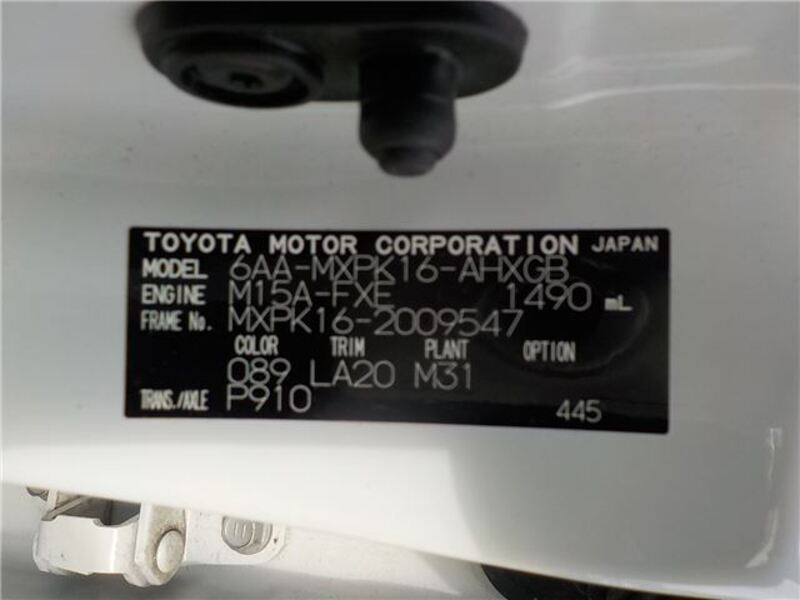 TOYOTA MOTOR CORPORATION JAPAN
MODEL 6AA-MXPK16-AHXGB
ENGINE M15A-FXE 1490 mL
FRAME No. MXPK16-2009547
COLOR TRIM PLANT OPTION
089 LA20 M31
TRANS./AXLE P910 445